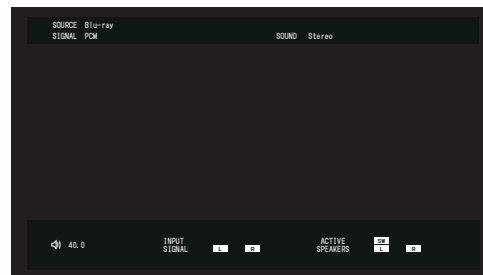 SOURCE Blu-ray
SIGNAL PCM SOUND Stereo
40.0 INPUT SIGNAL L R ACTIVE SPEAKERS SW L R